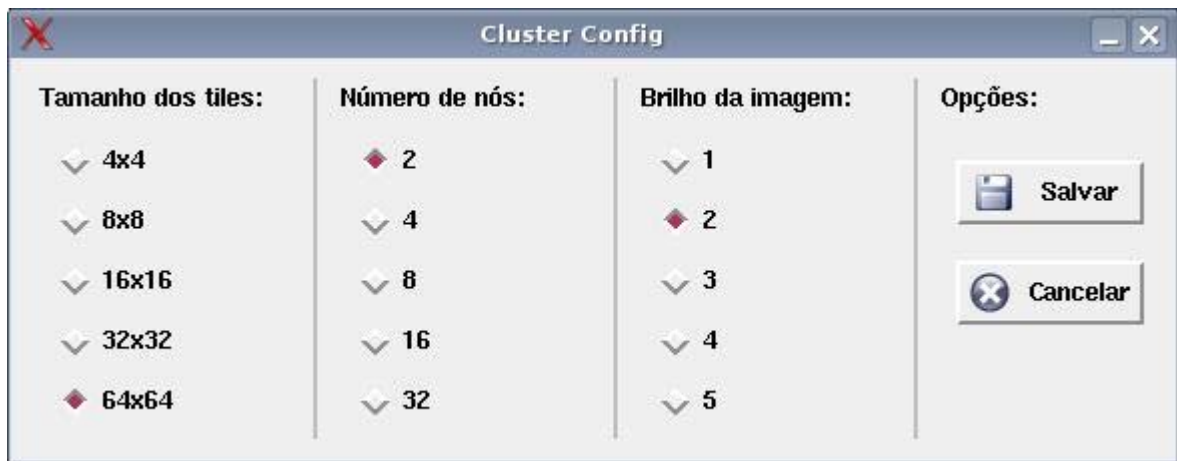 Cluster Config
Tamanho dos tiles:
4x4
8x8
16x16
32x32
64x64
Número de nós:
2
4
8
16
32
Brilho da imagem:
1
2
3
4
5
Opções:
Salvar
Cancelar